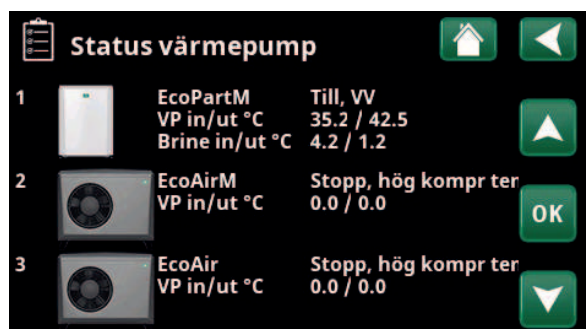 Status värmepump
1 EcoPartM Till, VV
VP in/ut °C 35.2 / 42.5
Brine in/ut °C 4.2 / 1.2
2 EcoAirM Stopp, hög kompr ter
VP in/ut °C 0.0 / 0.0
OK
3 EcoAir Stopp, hög kompr ter
VP in/ut °C 0.0 / 0.0